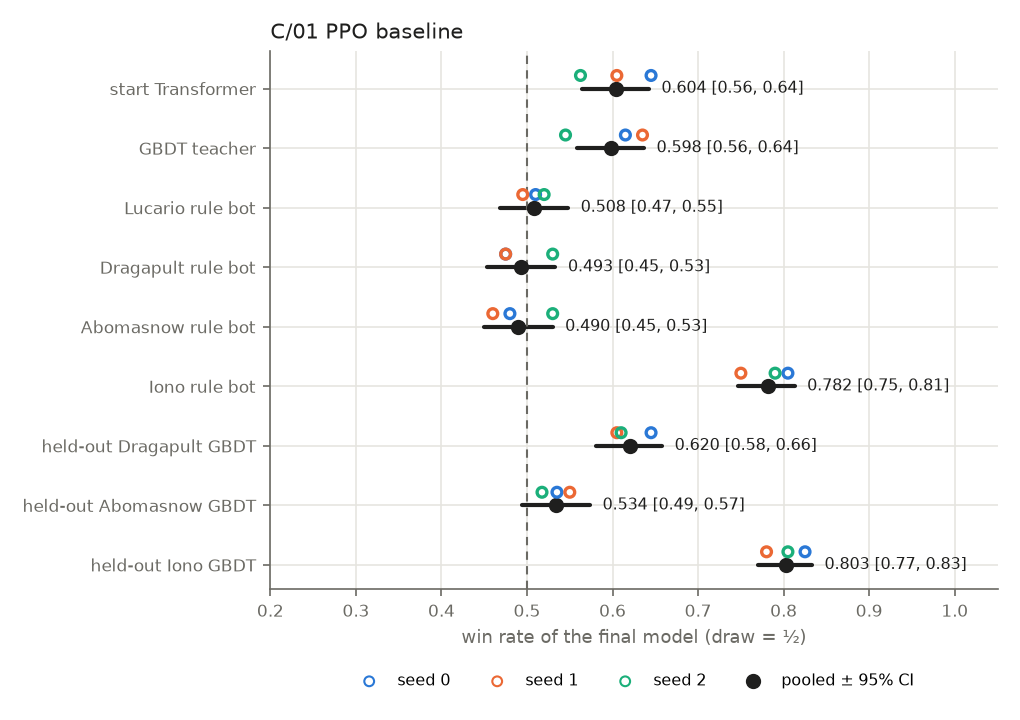 C/01 PPO baseline
start Transformer
0.604 [0.56, 0.64]
GBDT teacher
0.598 [0.56, 0.64]
Lucario rule bot
0.508 [0.47, 0.55]
Dragapult rule bot
0.493 [0.45, 0.53]
Abomasnow rule bot
0.490 [0.45, 0.53]
Iono rule bot
0.782 [0.75, 0.81]
held-out Dragapult GBDT
0.620 [0.58, 0.66]
held-out Abomasnow GBDT
0.534 [0.49, 0.57]
held-out Iono GBDT
0.803 [0.77, 0.83]
0.2 0.3 0.4 0.5 0.6 0.7 0.8 0.9 1.0
win rate of the final model (draw = ½)
seed 0 seed 1 seed 2 pooled ± 95% CI